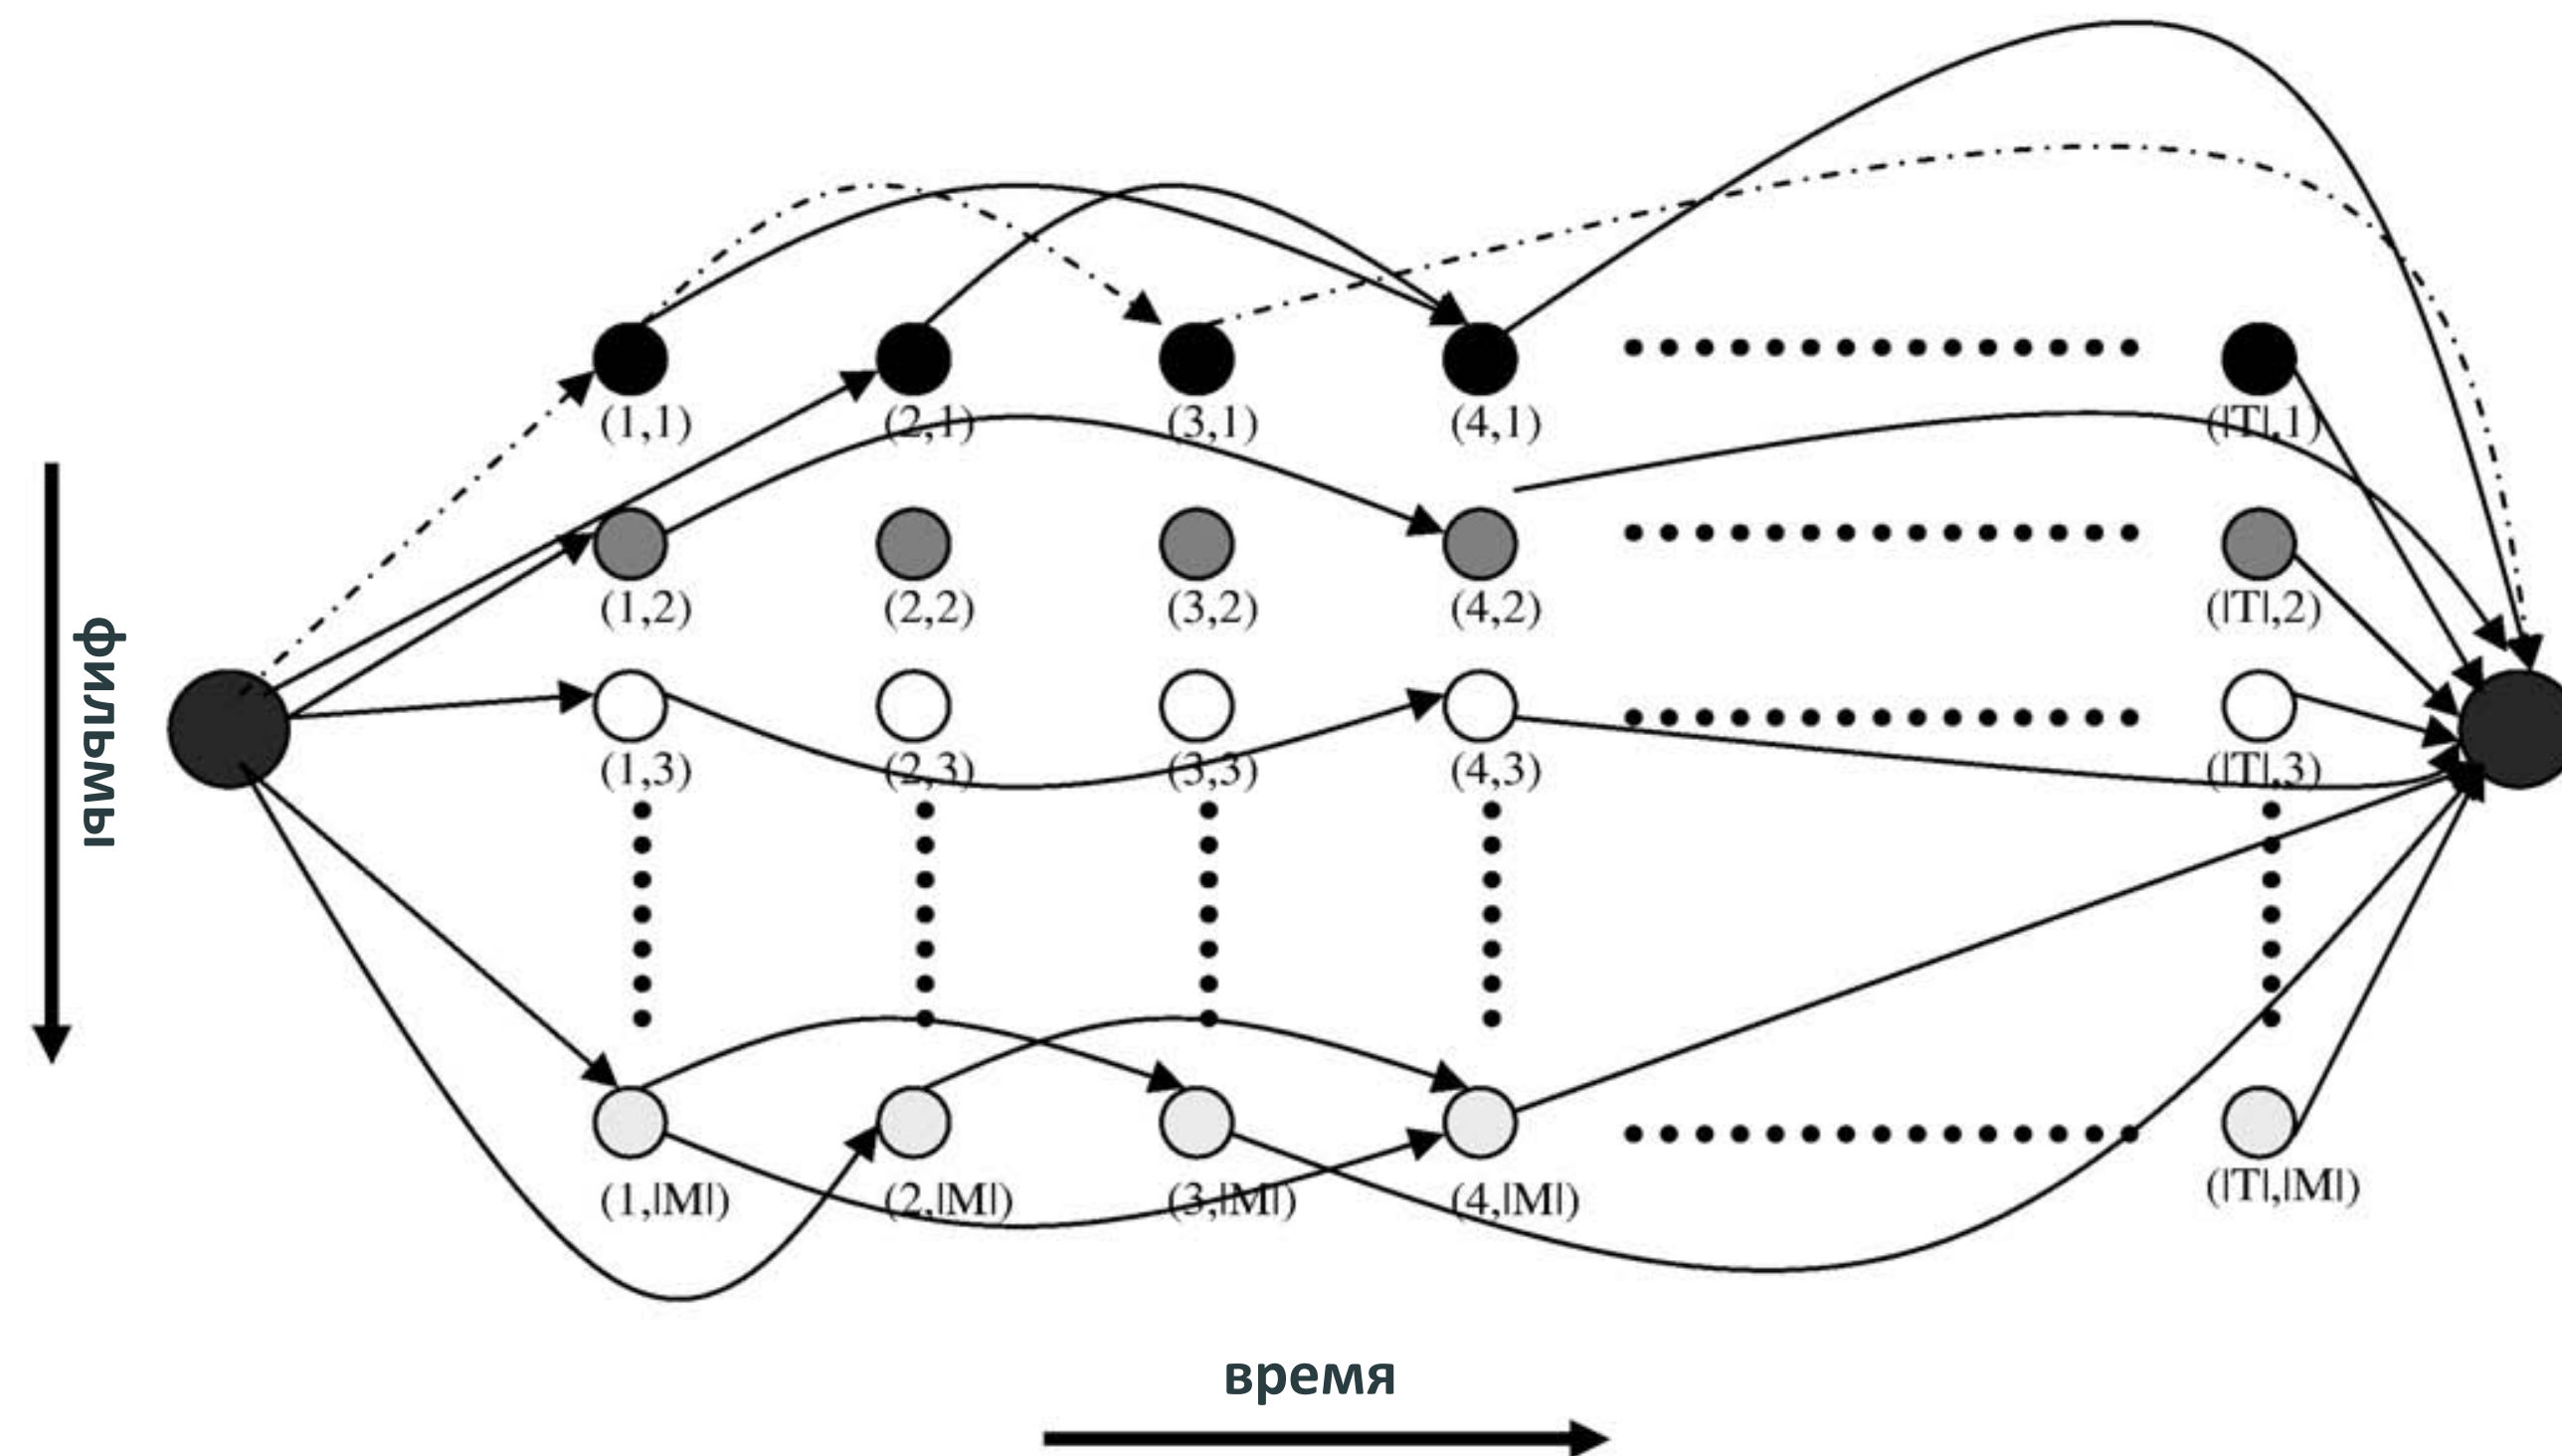 (1,1) (2,1) (3,1) (4,1) (|T|,1)
(1,2) (2,2) (3,2) (4,2) (|T|,2)
фильмы
(1,3) (2,3) (3,3) (4,3) (|T|,3)
(1,|M|) (2,|M|) (3,|M|) (4,|M|) (|T|,|M|)
время